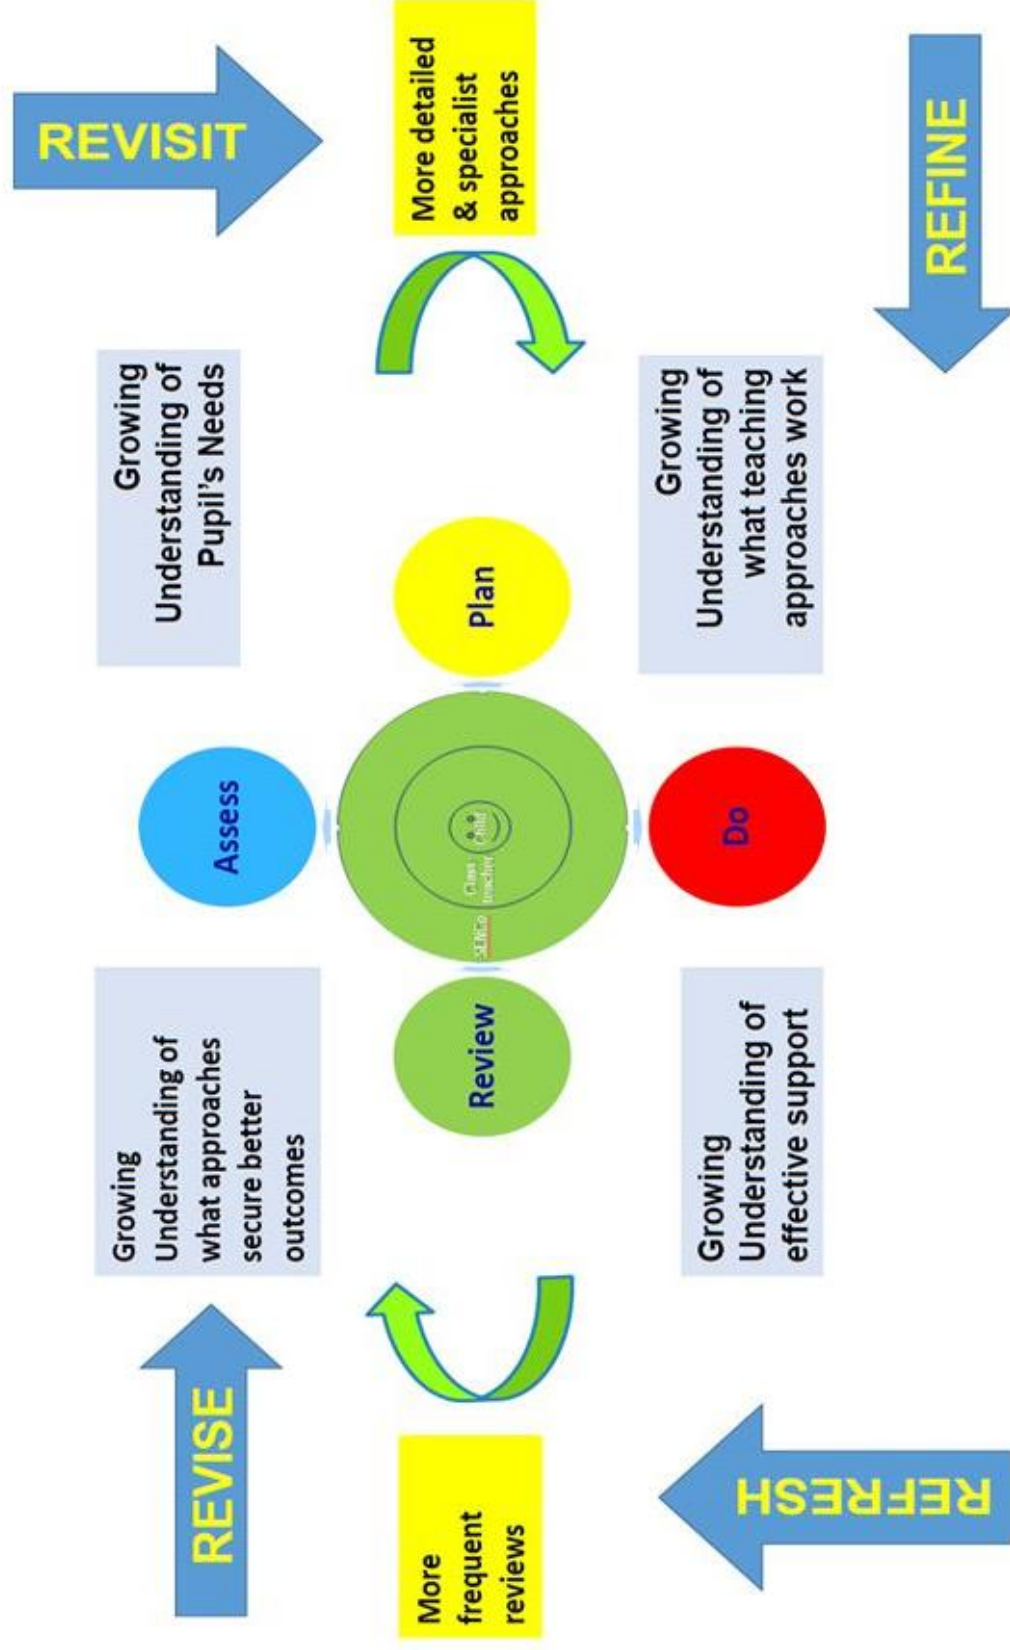 REVISE
Growing
Understanding of
what approaches
secure better
outcomes
Assess
Growing
Understanding of
Pupil's Needs
REVISIT
More
frequent
reviews
Review
SENCo
Class
teacher
Child
Plan
More detailed
& specialist
approaches
REFRESH
Growing
Understanding of
effective support
Do
Growing
Understanding of
what teaching
approaches work
REFINE